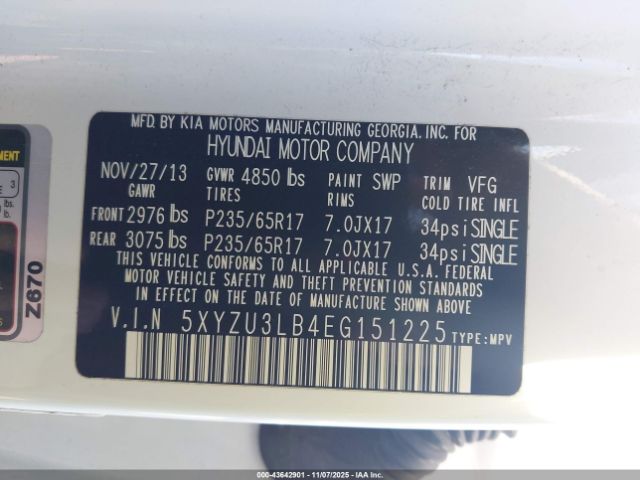 MFD. BY KIA MOTORS MANUFACTURING GEORGIA. INC. FOR
HYUNDAI MOTOR COMPANY
NOV/27/13 GVWR 4850 lbs PAINT SWP TRIM VFG
GAWR TIRES RIMS COLD TIRE INFL
FRONT 2976 lbs P235/65R17 7.0JX17 34psi SINGLE
REAR 3075 lbs P235/65R17 7.0JX17 34psi SINGLE
THIS VEHICLE CONFORMS TO ALL APPLICABLE U.S.A. FEDERAL
MOTOR VEHICLE SAFETY AND THEFT PREVENTION STANDARDS
IN EFFECT ON THE DATE OF MANUFACTURE SHOWN ABOVE.
V.I.N 5XYZU3LB4EG151225 TYPE:MPV
Z670
3
000-43642901 - 11/07/2025 - IAA Inc.